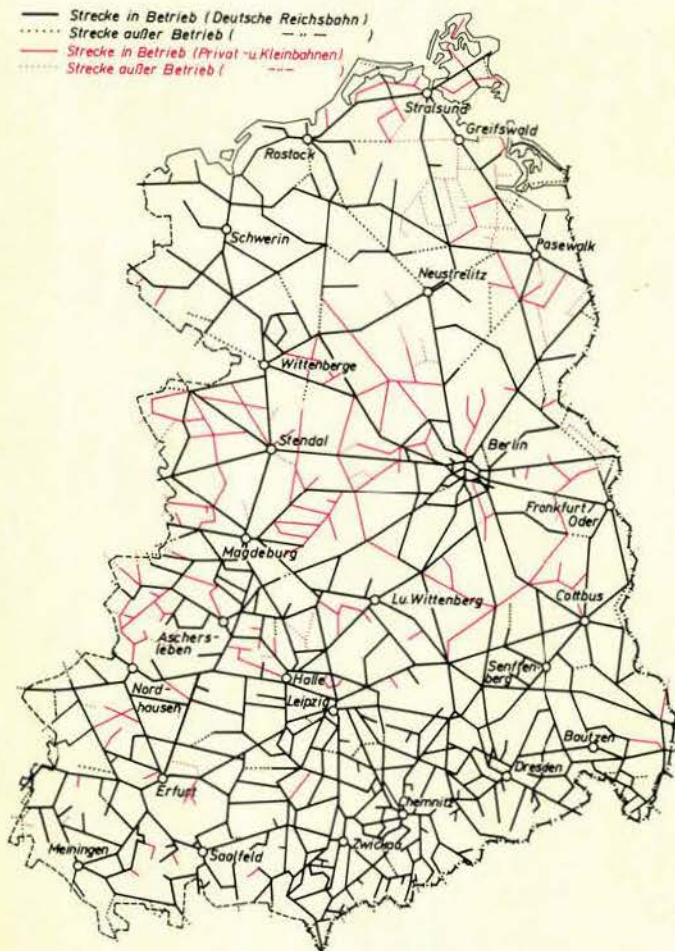 Strecke in Betrieb (Deutsche Reichsbahn)
Strecke außer Betrieb ( — „ — )
Strecke in Betrieb (Privat -u. Kleinbahnen)
Strecke außer Betrieb ( — „ — )
Stralsund
Greifswald
Rostock
Schwerin
Pasewalk
Neustrelitz
Wittenberge
Stendal
Berlin
Frankfurt/
Oder
Magdeburg
Lu. Wittenberg
Cottbus
Aschers-
leben
Senften-
berg
Nord-
hausen
Halle
Leipzig
Bautzen
Dresden
Erfurt
Chemnitz
Meiningen
Saalfeld
Zwickau